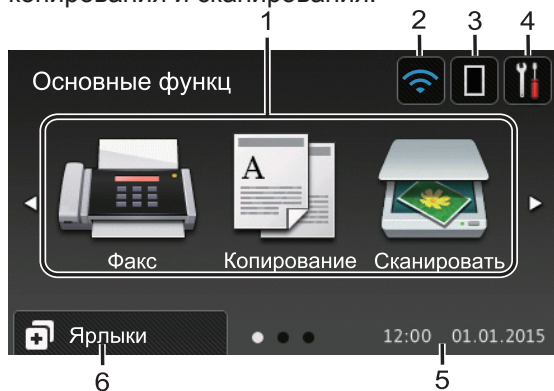 копирования и сканирования.
1 2 3 4
Основные функц
A
Факс Копирование Сканировать
Ярлыки 12:00 01.01.2015
6 5